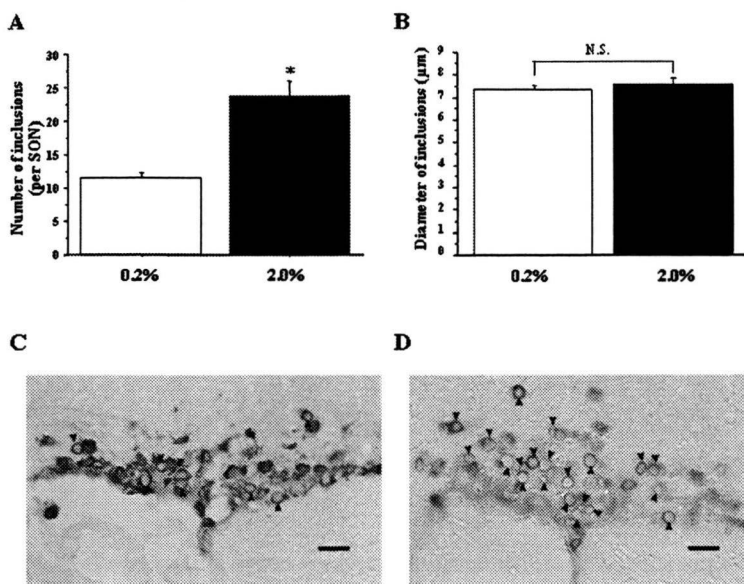 A
Number of inclusions
(per SON)
30
25
20
15
10
5
0
*
0.2%
2.0%
B
Diameter of inclusions (µm)
9
8
7
6
5
4
3
2
1
0
N.S.
0.2%
2.0%
C
D